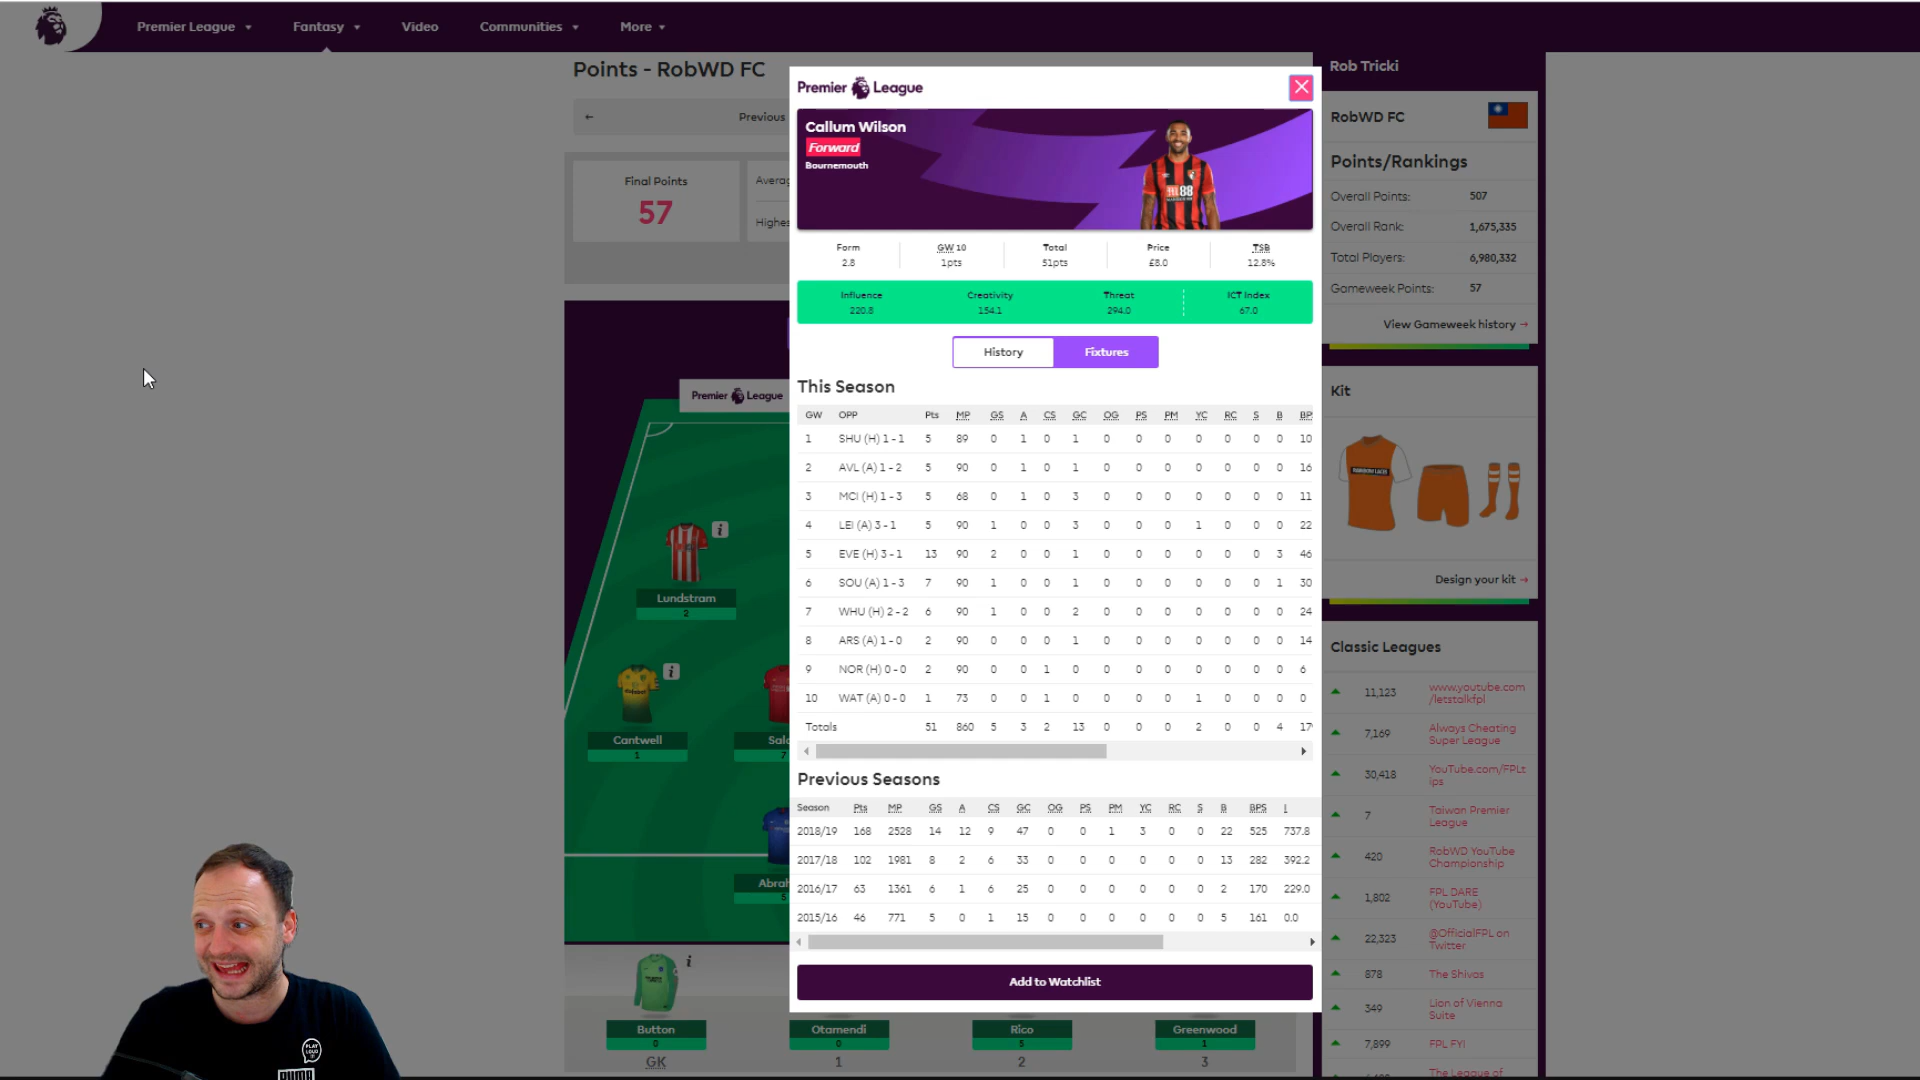 Premier League Fantasy Video Communities More
Points - RobWD FC
← Previous
Final Points
57
Averag
Highes
Premier League
Lundstram
2
Cantwell
1
Sala
7
Abrah
5
Button
0
GK
Otamendi
0
1
Rico
5
2
Greenwood
1
3
Premier League
Callum Wilson
Forward
Bournemouth
Form GW 10 Total Price TSB
2.8 1pts 51pts £8.0 12.8%
Influence Creativity Threat ICT Index
220.8 154.1 294.0 67.0
History Fixtures
This Season
GW OPP Pts MP GS A CS GC OG PS PM YC RC S B BP
1 SHU (H) 1 - 1 5 89 0 1 0 1 0 0 0 0 0 0 0 10
2 AVL (A) 1 - 2 5 90 0 1 0 1 0 0 0 0 0 0 0 16
3 MCI (H) 1 - 3 5 68 0 1 0 3 0 0 0 0 0 0 0 11
4 LEI (A) 3 - 1 5 90 1 0 0 3 0 0 0 1 0 0 0 22
5 EVE (H) 3 - 1 13 90 2 0 0 1 0 0 0 0 0 0 3 46
6 SOU (A) 1 - 3 7 90 1 0 0 1 0 0 0 0 0 0 1 30
7 WHU (H) 2 - 2 6 90 1 0 0 2 0 0 0 0 0 0 0 24
8 ARS (A) 1 - 0 2 90 0 0 0 1 0 0 0 0 0 0 0 14
9 NOR (H) 0 - 0 2 90 0 0 1 0 0 0 0 0 0 0 0 6
10 WAT (A) 0 - 0 1 73 0 0 1 0 0 0 0 1 0 0 0 0
Totals 51 860 5 3 2 13 0 0 0 2 0 0 4 17
Previous Seasons
Season Pts MP GS A CS GC OG PS PM YC RC S B BPS I
2018/19 168 2528 14 12 9 47 0 0 1 3 0 0 22 525 737.8
2017/18 102 1981 8 2 6 33 0 0 0 0 0 0 13 282 392.2
2016/17 63 1361 6 1 6 25 0 0 0 0 0 0 2 170 229.0
2015/16 46 771 5 0 1 15 0 0 0 0 0 0 5 161 0.0
Add to Watchlist
Rob Tricki
RobWD FC
Points/Rankings
Overall Points: 507
Overall Rank: 1,675,335
Total Players: 6,980,332
Gameweek Points: 57
View Gameweek history →
Kit
RAINBOW LACES
Design your kit →
Classic Leagues
11,123 www.youtube.com
/letstalkfpl
7,169 Always Cheating
Super League
30,418 YouTube.com/FPLt
ips
7 Taiwan Premier
League
420 RobWD YouTube
Championship
1,802 FPL DARE
(YouTube)
22,323 @OfficialFPL on
Twitter
878 The Shivas
349 Lion of Vienna
Suite
7,899 FPL FYI
The League of
PLAY
LOUD
PUMA